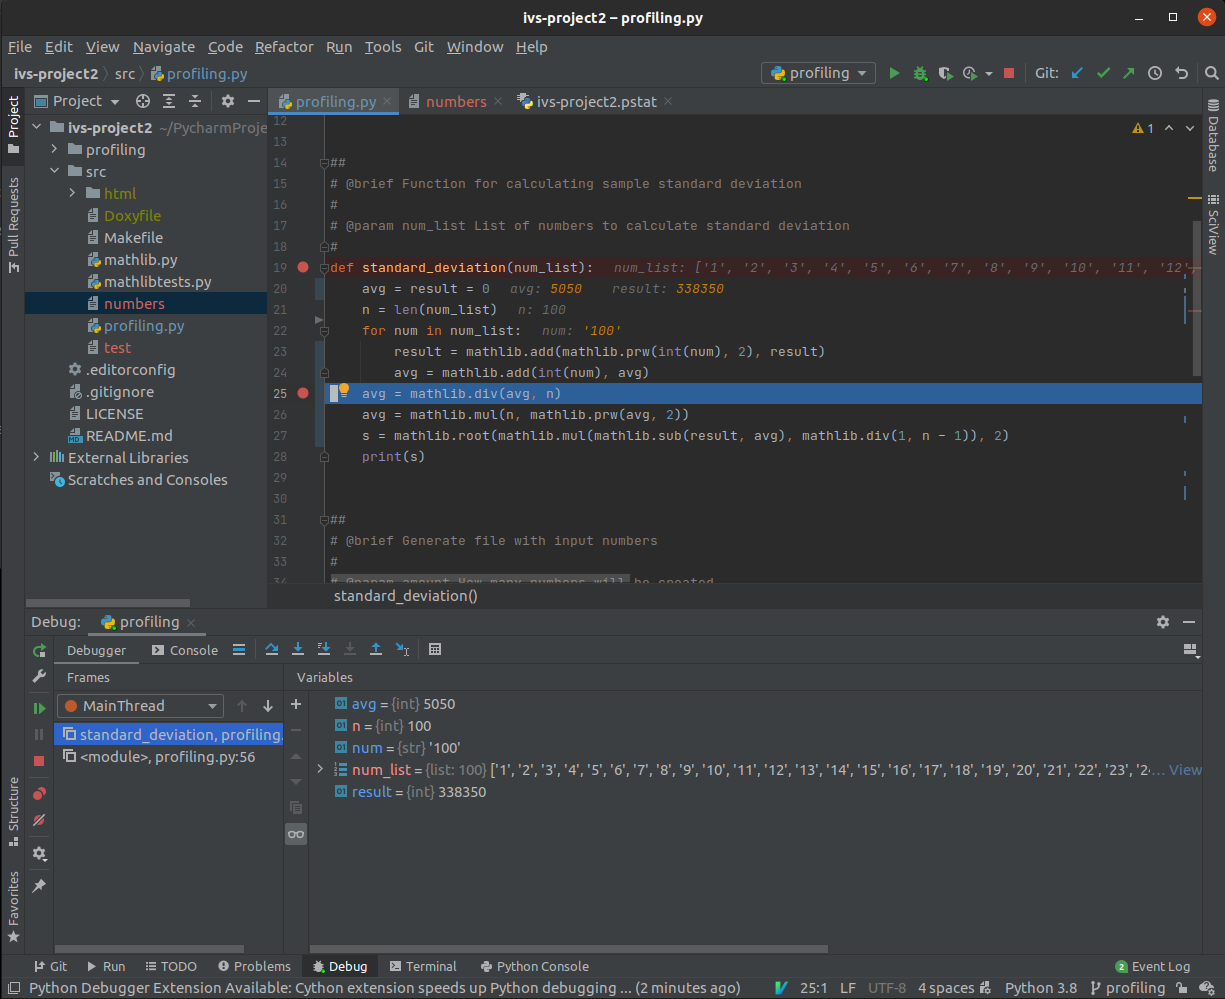 ivs-project2 – profiling.py
File Edit View Navigate Code Refactor Run Tools Git Window Help
ivs-project2 src profiling.py
profiling
Git:
Project
profiling.py
numbers
ivs-project2.pstat
Project
Pull Requests
Structure
Favorites
Database
SciView
ivs-project2 ~/PycharmProje
profiling
src
html
Doxyfile
Makefile
mathlib.py
mathlibtests.py
numbers
profiling.py
test
.editorconfig
.gitignore
LICENSE
README.md
External Libraries
Scratches and Consoles
1
12
13
14 ##
15 # @brief Function for calculating sample standard deviation
16 #
17 # @param num_list List of numbers to calculate standard deviation
18 #
19 def standard_deviation(num_list): num_list: ['1', '2', '3', '4', '5', '6', '7', '8', '9', '10', '11', '12',
20 avg = result = 0 avg: 5050 result: 338350
21 n = len(num_list) n: 100
22 for num in num_list: num: '100'
23 result = mathlib.add(mathlib.prw(int(num), 2), result)
24 avg = mathlib.add(int(num), avg)
25 avg = mathlib.div(avg, n)
26 avg = mathlib.mul(n, mathlib.prw(avg, 2))
27 s = mathlib.root(mathlib.mul(mathlib.sub(result, avg), mathlib.div(1, n - 1)), 2)
28 print(s)
29
30
31 ##
32 # @brief Generate file with input numbers
33 #
34 # @param amount How many numbers will be created
standard_deviation()
Debug: profiling
Debugger Console
Frames
Variables
MainThread
standard_deviation, profiling.
<module>, profiling.py:56
avg = {int} 5050
n = {int} 100
num = {str} '100'
num_list = {list: 100} ['1', '2', '3', '4', '5', '6', '7', '8', '9', '10', '11', '12', '13', '14', '15', '16', '17', '18', '19', '20', '21', '22', '23', '2… View
result = {int} 338350
Git Run TODO Problems Debug Terminal Python Console 2 Event Log
Python Debugger Extension Available: Cython extension speeds up Python debugging ... (2 minutes ago) 25:1 LF UTF-8 4 spaces Python 3.8 profiling